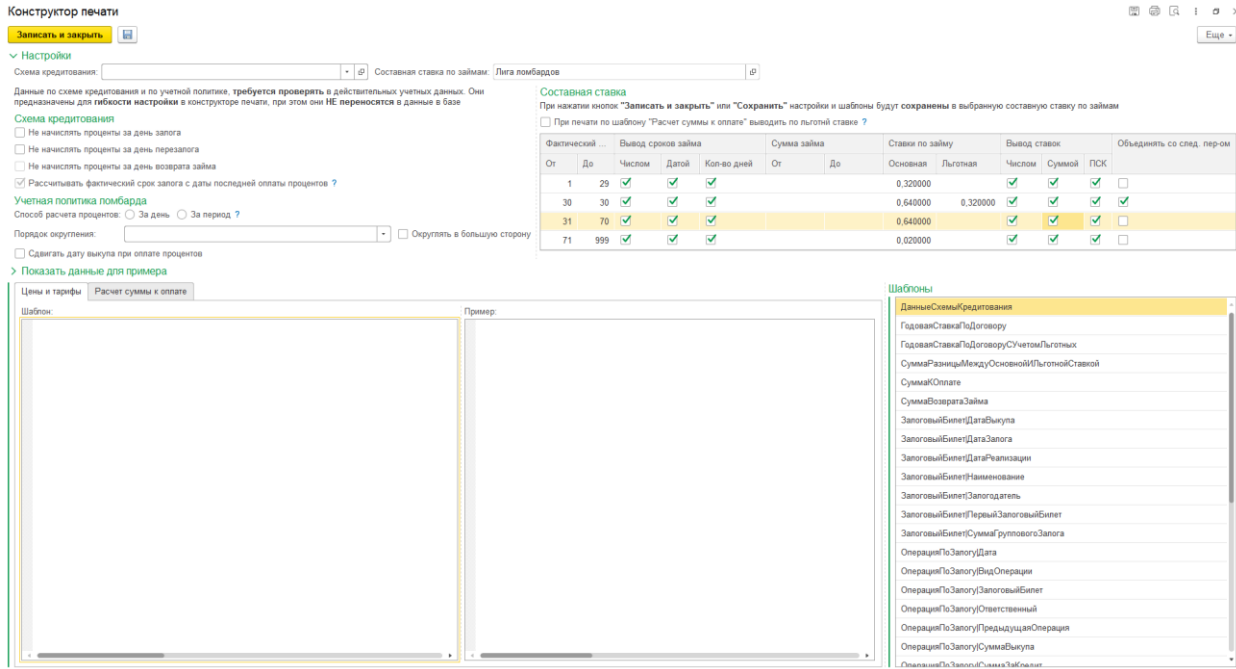 Конструктор печати
Записать и закрыть
Еще
Настройки
Схема кредитования:
Составная ставка по займам: Лига ломбардов
Данные по схеме кредитования и по учетной политике, требуется проверять в действительных учетных данных. Они
предназначены для гибкости настройки в конструкторе печати, при этом они НЕ переносятся в данные в базе
Схема кредитования
Не начислять проценты за день залога
Не начислять проценты за день перезалога
Не начислять проценты за день возврата займа
Рассчитывать фактический срок залога с даты последней оплаты процентов ?
Учетная политика ломбарда
Способ расчета процентов: За день За период ?
Порядок округления:
Округлять в большую сторону
Сдвигать дату выкупа при оплате процентов
Составная ставка
При нажатии кнопок "Записать и закрыть" или "Сохранить" настройки и шаблоны будут сохранены в выбранную составную ставку по займам
При печати по шаблону "Расчет суммы к оплате" выводить по льготнй ставке ?
Фактический ... Вывод сроков займа Сумма займа Ставки по займу Вывод ставок Объединять со след. пер-ом
От До Числом Датой Кол-во дней От До Основная Льготная Числом Суммой ПСК
1 29 0,320000
30 30 0,640000 0,320000
31 70 0,640000
71 999 0,020000
Показать данные для примера
Цены и тарифы Расчет суммы к оплате
Шаблон:
Пример:
Шаблоны
ДанныеСхемыКредитования
ГодоваяСтавкаПоДоговору
ГодоваяСтавкаПоДоговоруСУчетомЛьготных
СуммаРазницыМеждуОсновнойИЛьготнойСтавкой
СуммаКОплате
СуммаВозвратаЗайма
ЗалоговыйБилет|ДатаВыкупа
ЗалоговыйБилет|ДатаЗалога
ЗалоговыйБилет|ДатаРеализации
ЗалоговыйБилет|Наименование
ЗалоговыйБилет|Залогодатель
ЗалоговыйБилет|ПервыйЗалоговыйБилет
ЗалоговыйБилет|СуммаГрупповогоЗалога
ОперацияПоЗалогу|Дата
ОперацияПоЗалогу|ВидОперации
ОперацияПоЗалогу|ЗалоговыйБилет
ОперацияПоЗалогу|Ответственный
ОперацияПоЗалогу|ПредыдущаяОперация
ОперацияПоЗалогу|СуммаВыкупа
ОперацияПоЗалогу|СуммаЗаКредит